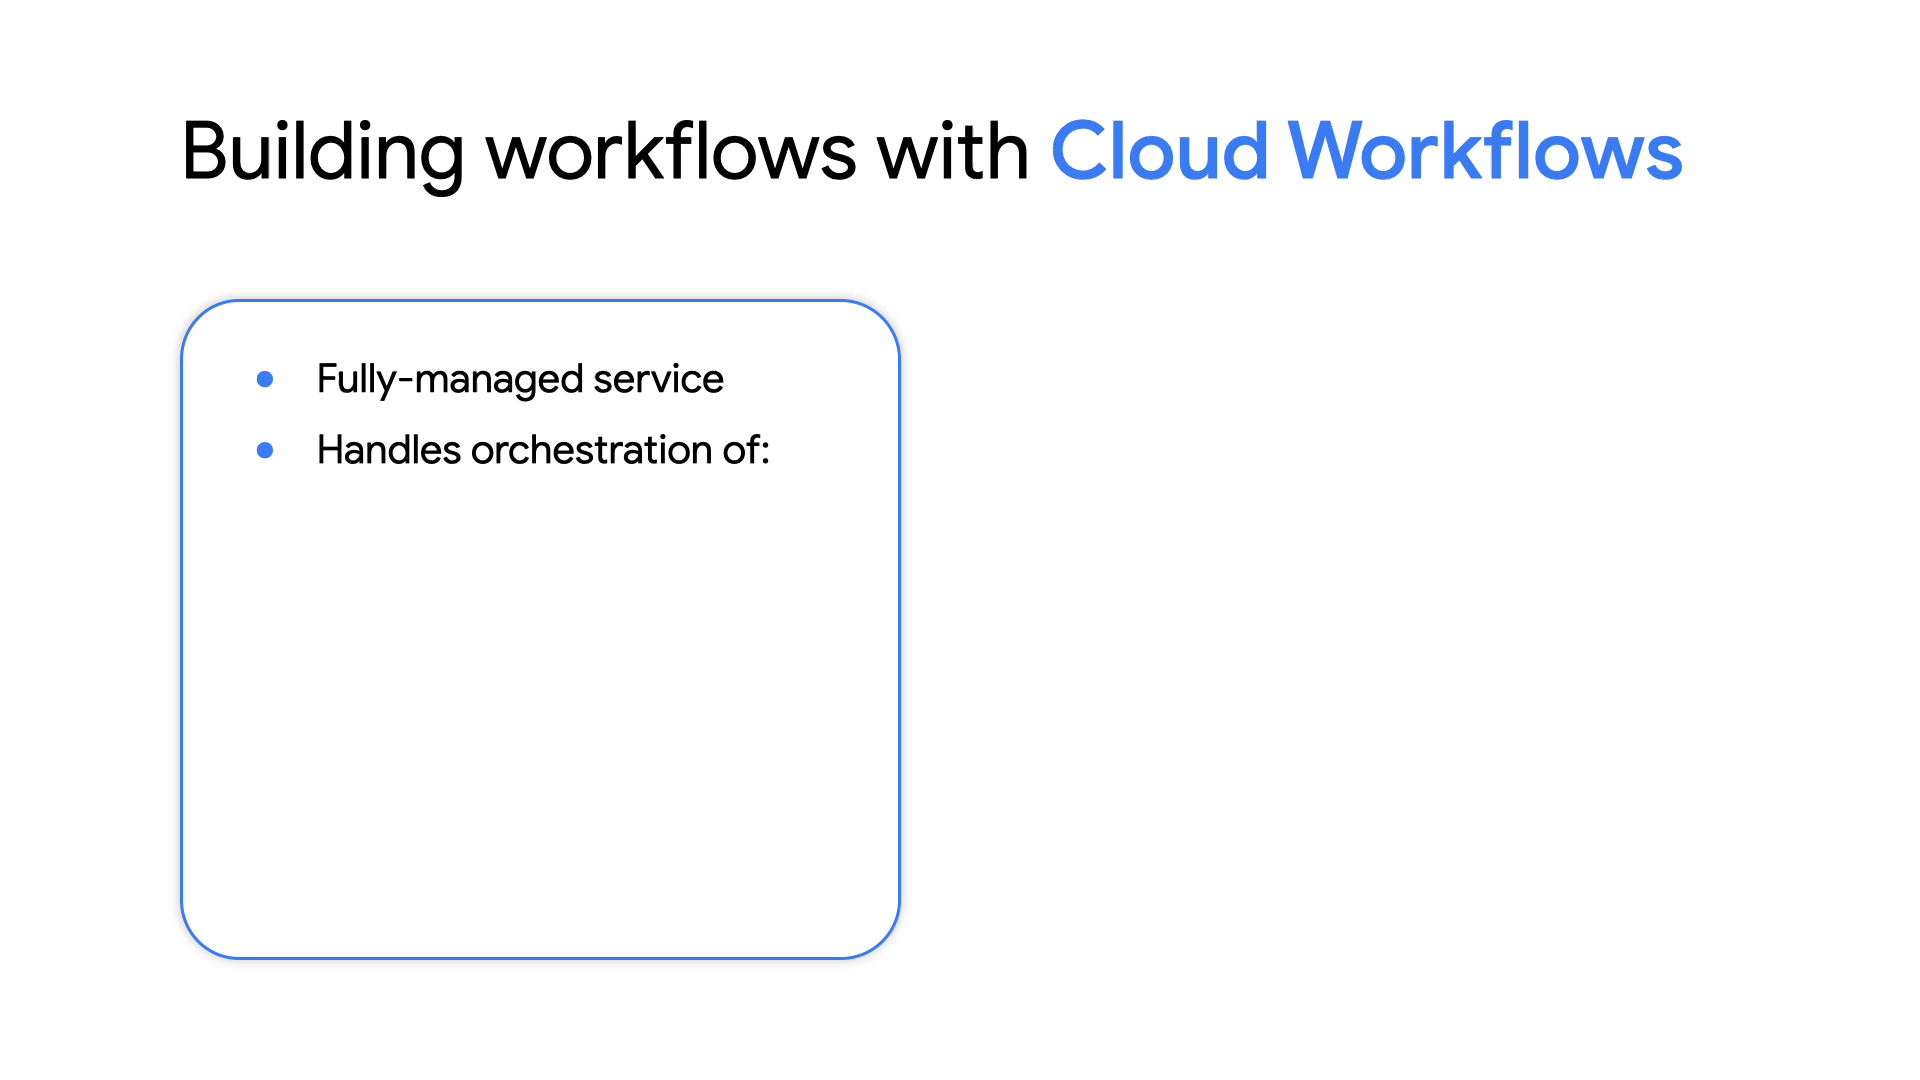 Building workflows with Cloud Workflows
• Fully-managed service
• Handles orchestration of: